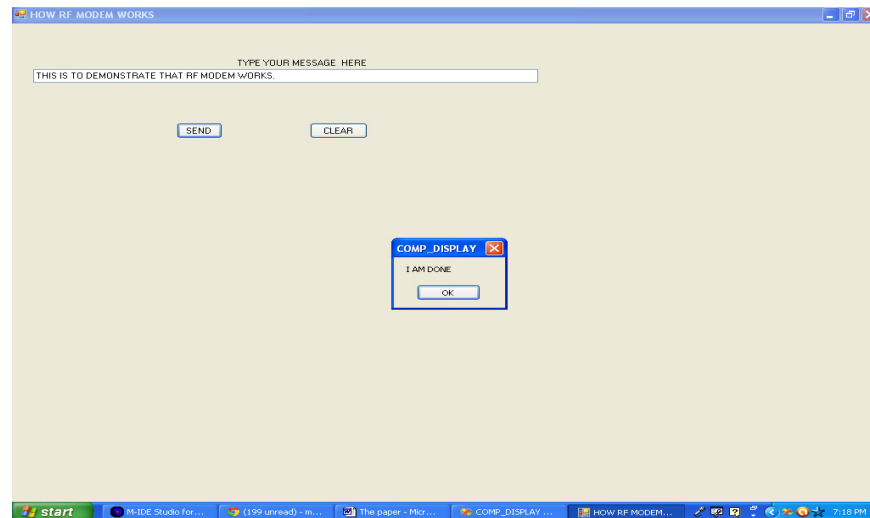 HOW RF MODEM WORKS
TYPE YOUR MESSAGE HERE
THIS IS TO DEMONSTRATE THAT RF MODEM WORKS.
SEND CLEAR
COMP_DISPLAY
I AM DONE
OK
start M-IDE Studio for... (199 unread) - m... The paper - Micr... COMP_DISPLAY ... HOW RF MODEM... 7:18 PM